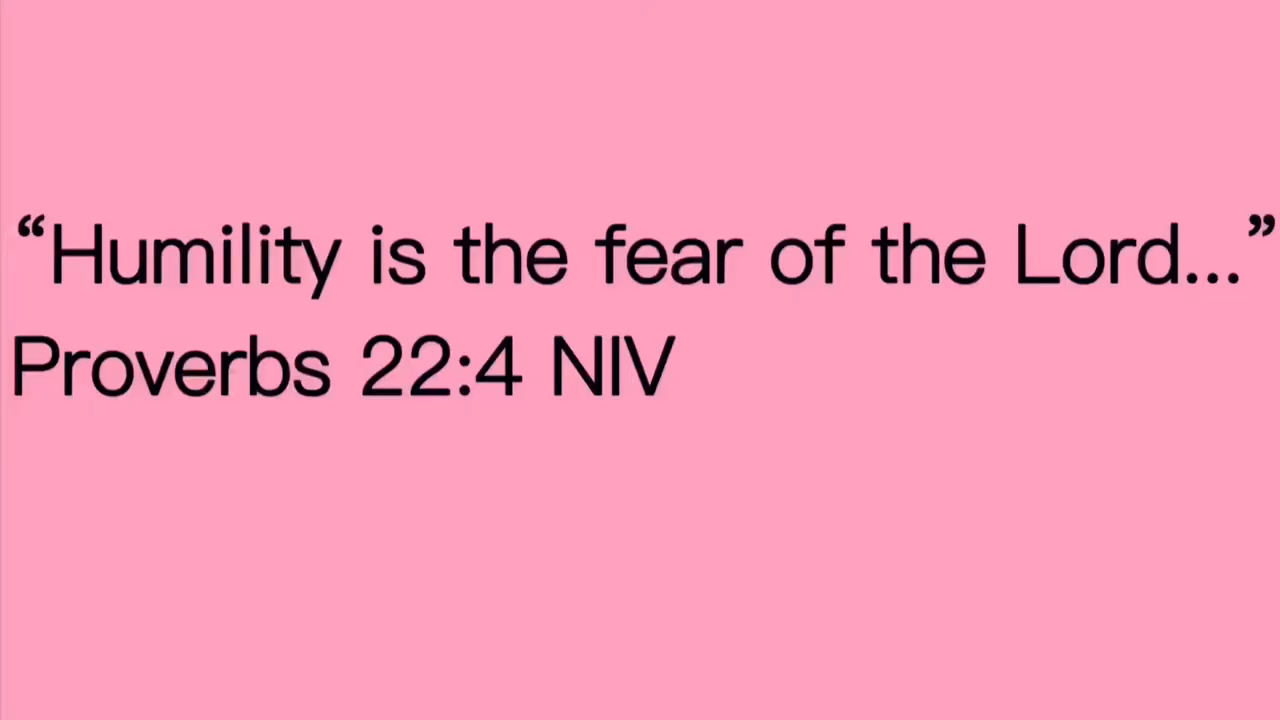 “Humility is the fear of the Lord...”
Proverbs 22:4 NIV